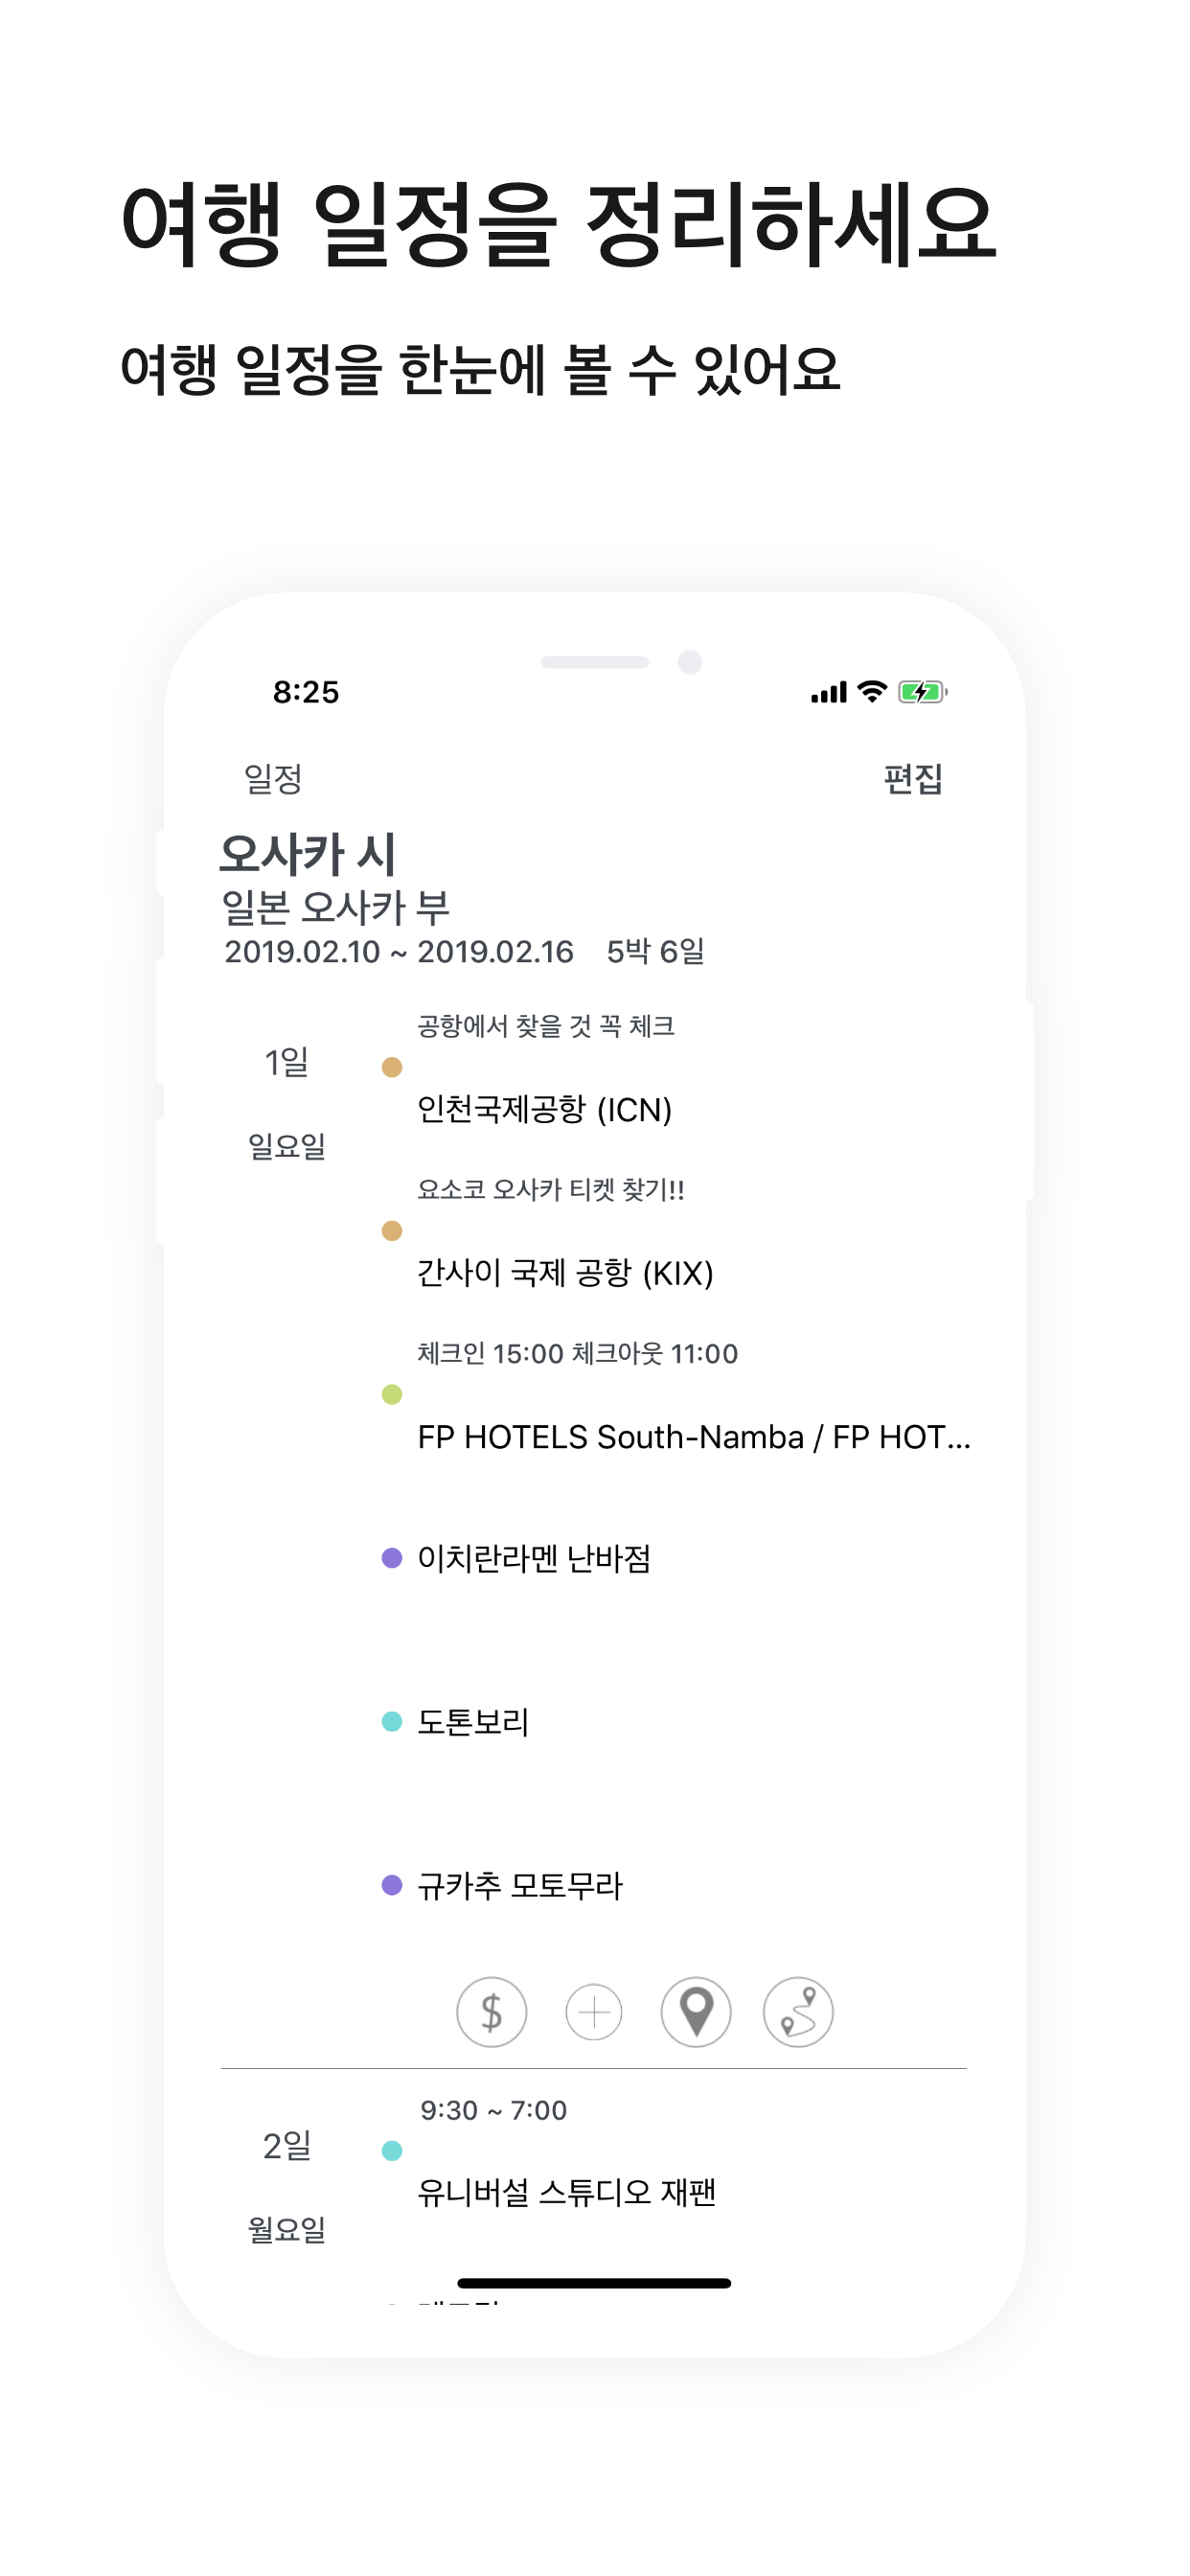 여행 일정을 정리하세요
여행 일정을 한눈에 볼 수 있어요
8:25
일정
편집
오사카 시
일본 오사카 부
2019.02.10 ~ 2019.02.16 5박 6일
1일
일요일
공항에서 찾을 것 꼭 체크
인천국제공항 (ICN)
요소코 오사카 티켓 찾기!!
간사이 국제 공항 (KIX)
체크인 15:00 체크아웃 11:00
FP HOTELS South-Namba / FP HOT...
이치란라멘 난바점
도톤보리
규카추 모토무라
$
2일
월요일
9:30 ~ 7:00
유니버설 스튜디오 재팬